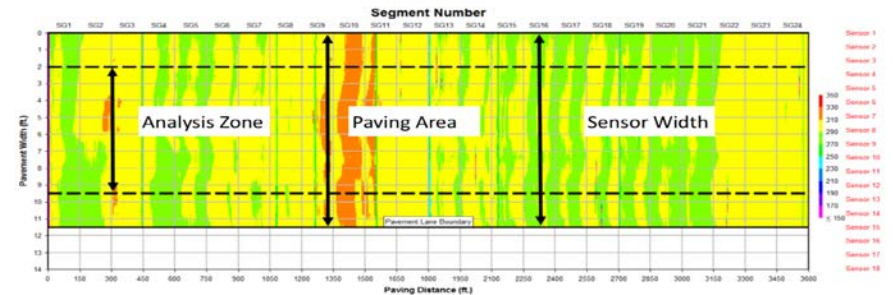 Segment Number
SG1 SG2 SG3 SG4 SG5 SG6 SG7 SG8 SG9 SG10 SG11 SG12 SG13 SG14 SG15 SG16 SG17 SG18 SG19 SG20 SG21 SG22 SG23 SG24
Pavement Width (ft.)
0
1
2
3
4
5
6
7
8
9
10
11
12
13
14
Analysis Zone
Paving Area
Sensor Width
Pavement Lane Boundary
0 150 300 450 600 750 900 1050 1200 1350 1500 1650 1800 1950 2100 2250 2400 2550 2700 2850 3000 3150 3300 3450 3600
Paving Distance (ft.)
350
330
310
290
270
250
230
210
190
170
≤ 150
Sensor 1
Sensor 2
Sensor 3
Sensor 4
Sensor 5
Sensor 6
Sensor 7
Sensor 8
Sensor 9
Sensor 10
Sensor 11
Sensor 12
Sensor 13
Sensor 14
Sensor 15
Sensor 16
Sensor 17
Sensor 18